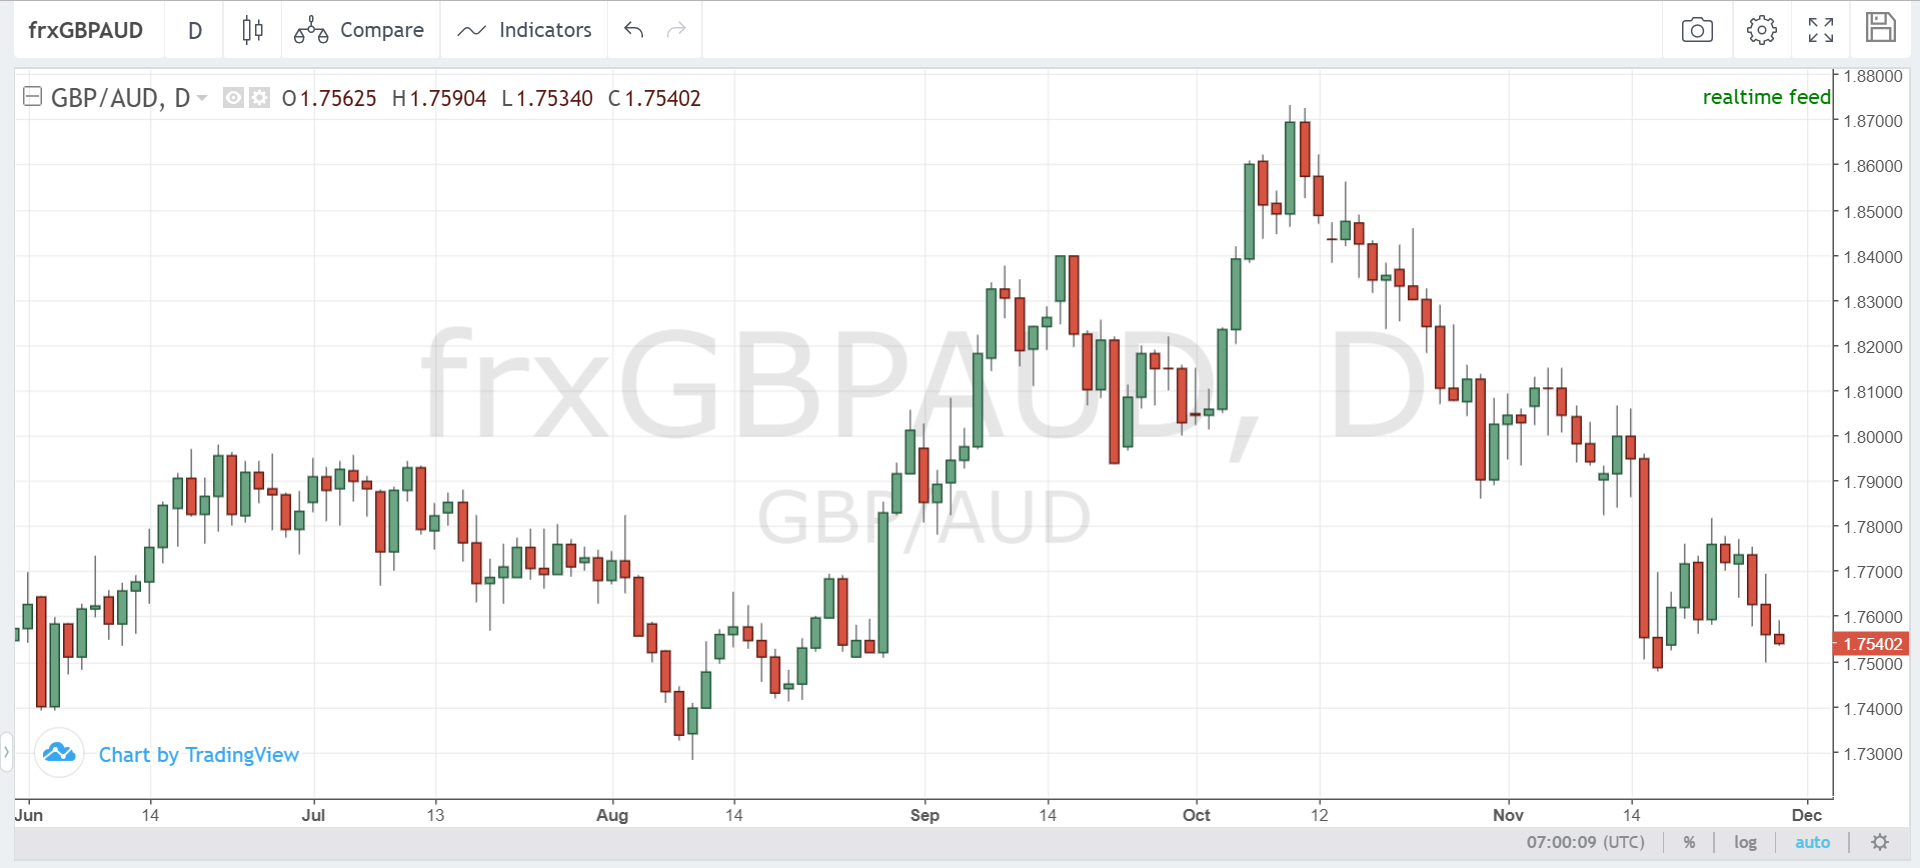 frxGBPAUD D Compare Indicators
GBP/AUD, D O1.75625 H1.75904 L1.75340 C1.75402
realtime feed
1.88000
1.87000
1.86000
1.85000
1.84000
1.83000
1.82000
1.81000
1.80000
1.79000
1.78000
1.77000
1.76000
1.75402
1.75000
1.74000
1.73000
frxGBPAUD, D
GBP/AUD
Chart by TradingView
Jun 14 Jul 13 Aug 14 Sep 14 Oct 12 Nov 14 Dec
07:00:09 (UTC) % log auto